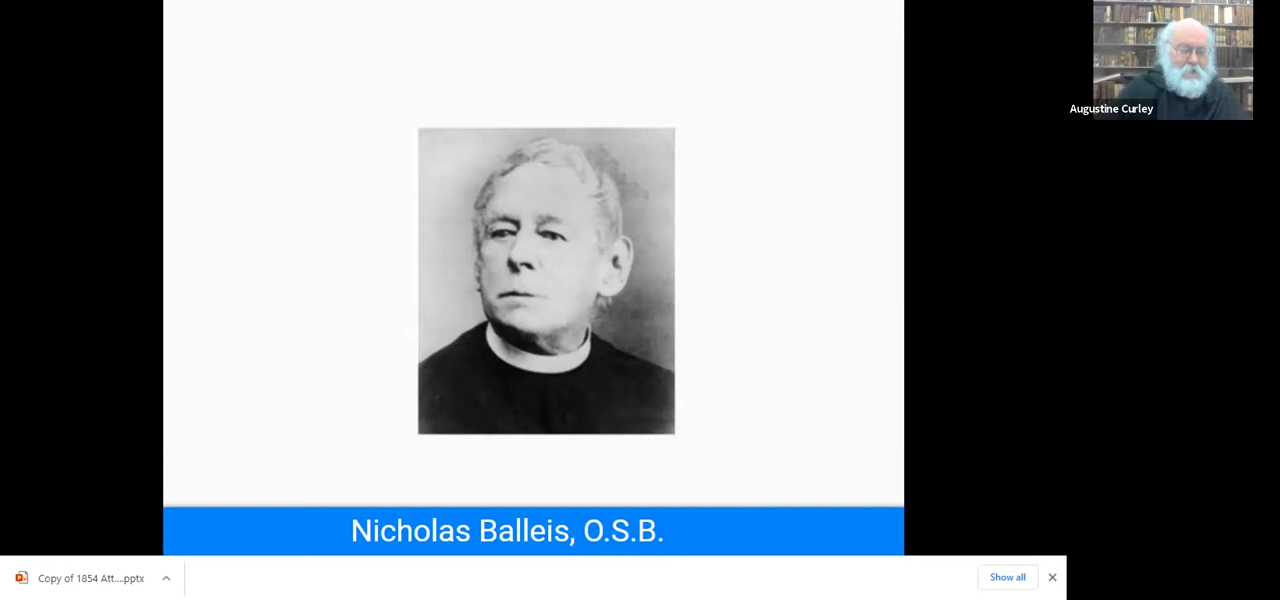 Augustine Curley
Nicholas Balleis, O.S.B.
Copy of 1854 Att....pptx
Show all